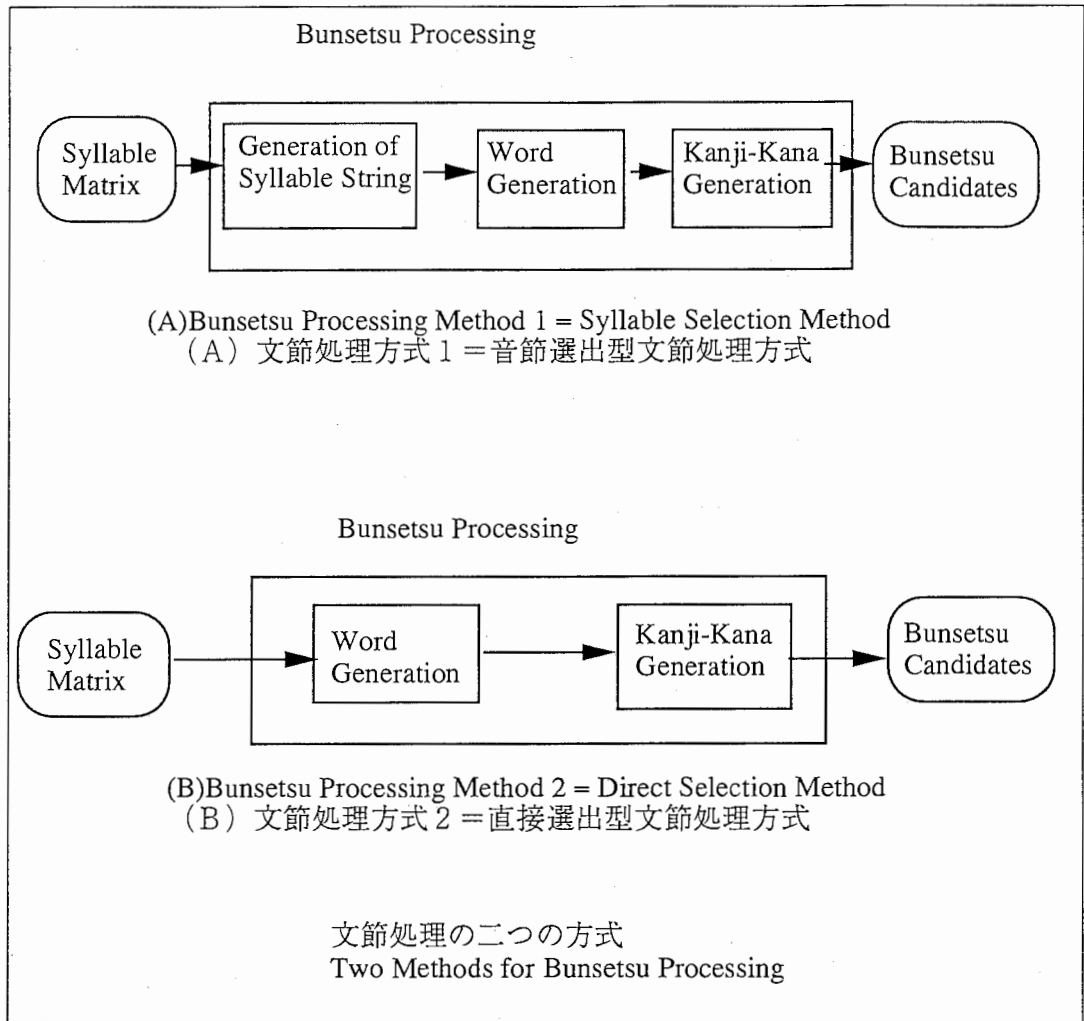 Bunsetsu Processing
Syllable
Matrix
Generation of
Syllable String
Word
Generation
Kanji-Kana
Generation
Bunsetsu
Candidates
(A)Bunsetsu Processing Method 1 = Syllable Selection Method
（A）文節処理方式１＝音節選出型文節処理方式
Bunsetsu Processing
Syllable
Matrix
Word
Generation
Kanji-Kana
Generation
Bunsetsu
Candidates
(B)Bunsetsu Processing Method 2 = Direct Selection Method
（B）文節処理方式２＝直接選出型文節処理方式
文節処理の二つの方式
Two Methods for Bunsetsu Processing